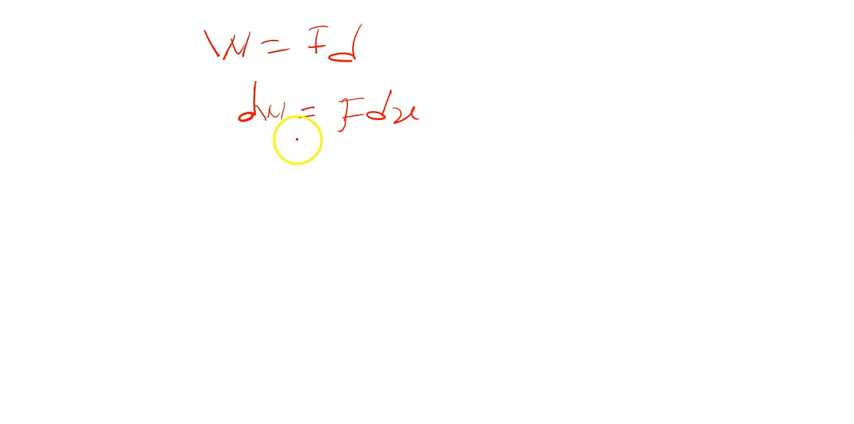 W = Fd
dW = Fdx